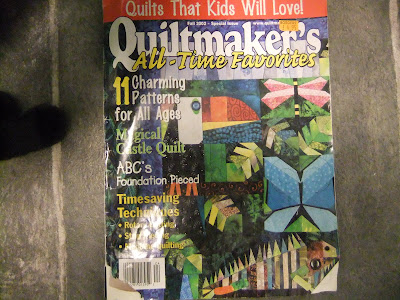 Quilts That Kids Will Love!
Fall 2003 • Special Issue
Quiltmaker's
All-Time Favorites
11 Charming
Patterns
for All Ages
Magical
Castle Quilt
ABC's
Foundation Pieced
Timesaving
Techniques